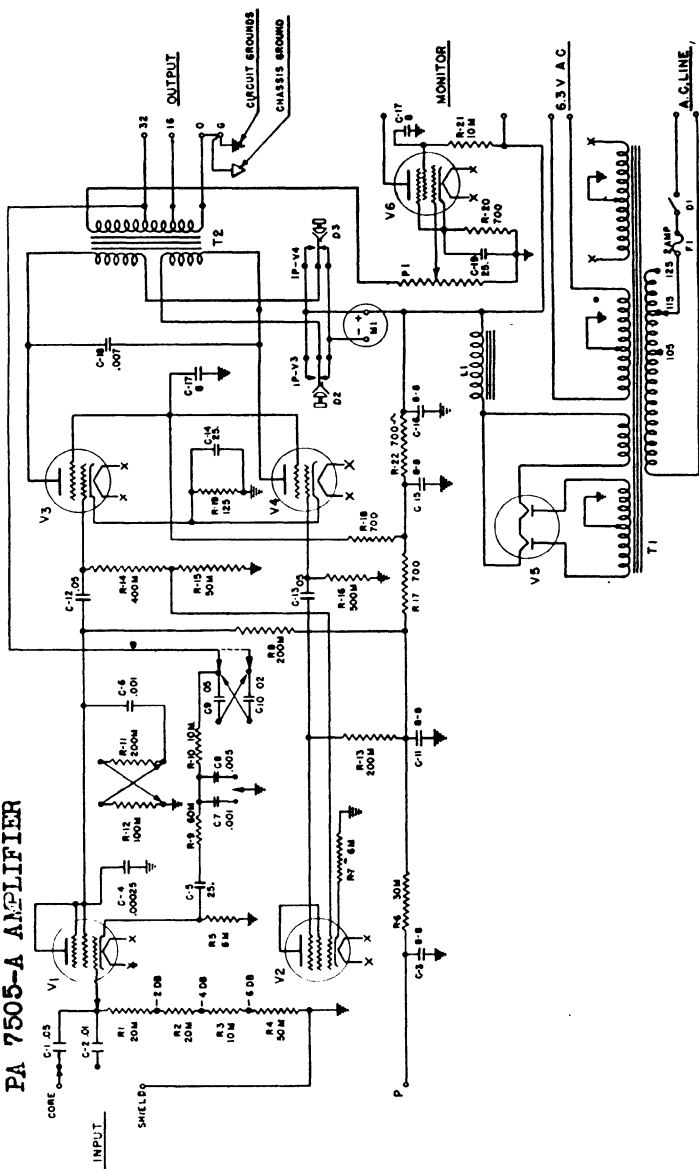 PA 7505-A AMPLIFIER
INPUT
CORE
C-1 .05
C-2 .01
SHIELD
R1
20M
-2 DB
R2
20M
-4 DB
R3
10M
-6 DB
R4
50M
V1
C-4
.00025
R5
6M
C-5
25.
R-12
100M
R-11
200M
C-6
.001
R-9 60M
C7
.001
C8
.005
R-10 10M
C9 .05
C10 .02
V2
R-7 6M
P
C-3 8-8
R-6 30M
C-11 8-8
R-13
200M
R8
200M
C-12 .05
R-14
400M
R-15
50M
C-13 .05
R-16
500M
R17 700
R-18
700
C-15 8-8
R-22 700
C-16 8-8
V3
X X
V4
X X
R-19
125
C-14
25.
C-17
8
C-18
.007
T2
OUTPUT
32
16
O
G
CIRCUIT GROUNDS
CHASSIS GROUND
IP-V3
IP-V4
D2
D3
M1
- +
P1
C-19
25.
R-20
700
V6
X X
C-17
8
R-21
10M
MONITOR
L1
V5
T1
6.3 V A C
X
X
105
115
125
2 AMP
F1
D1
A.C. LINE